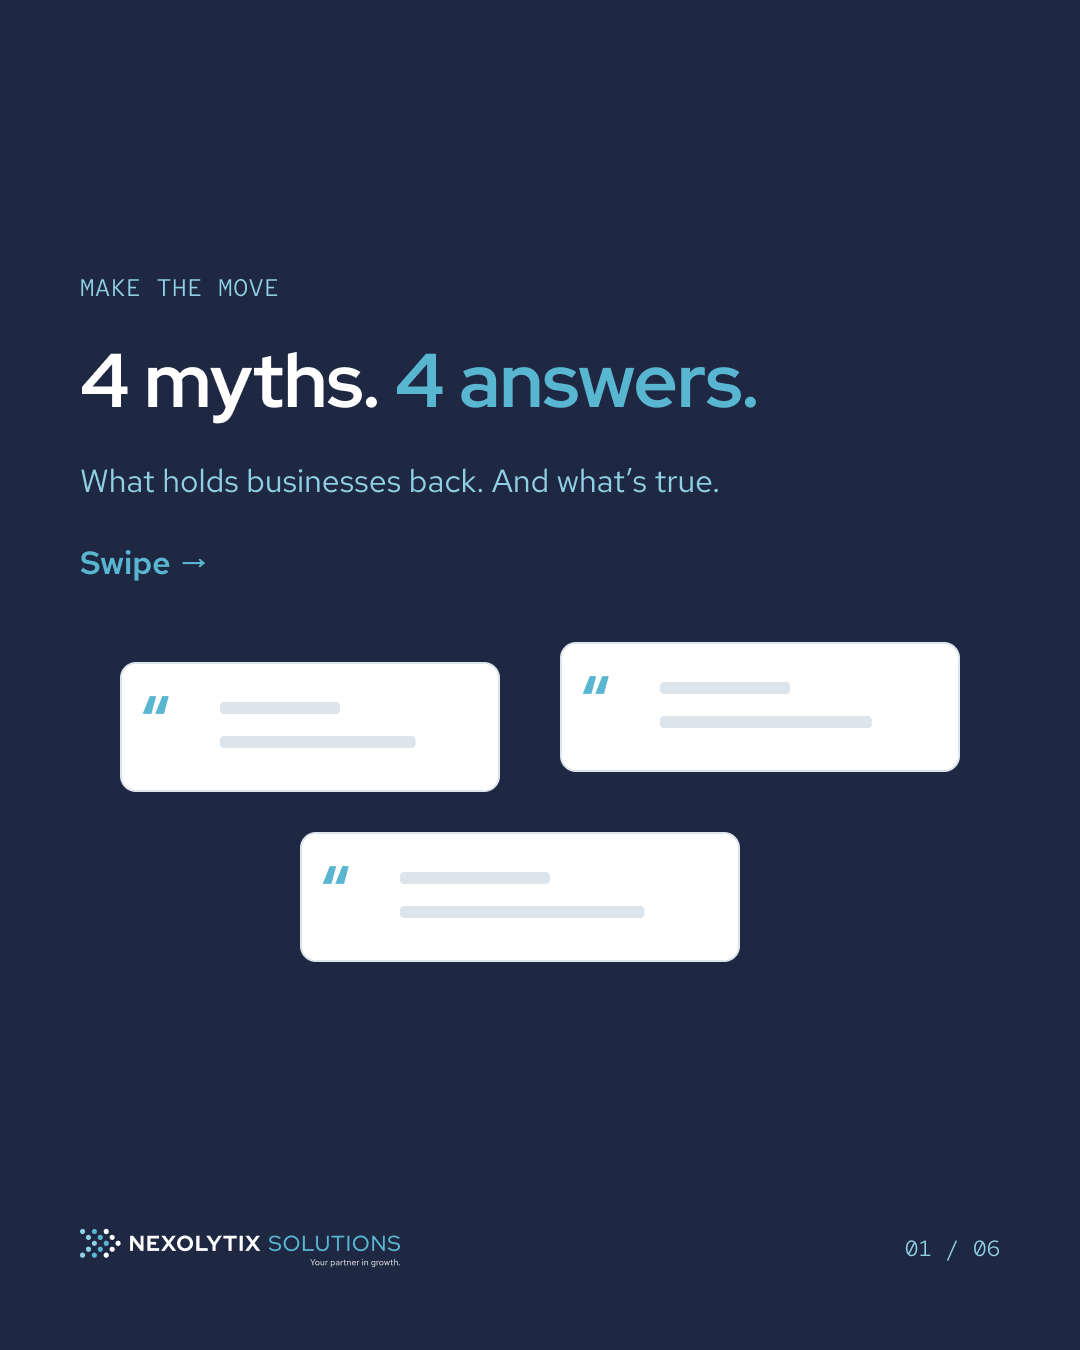 MAKE THE MOVE
4 myths. 4 answers.
What holds businesses back. And what’s true.
Swipe →
“
“
“
NEXOLYTIX SOLUTIONS
Your partner in growth.
01 / 06